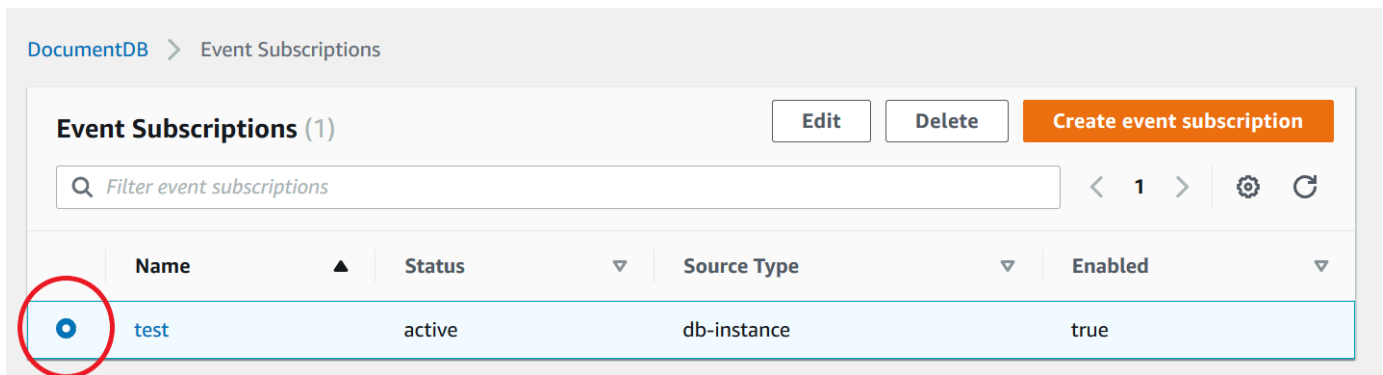 DocumentDB > Event Subscriptions
Event Subscriptions (1)
Edit
Delete
Create event subscription
Filter event subscriptions
< 1 >
Name Status Source Type Enabled
test active db-instance true